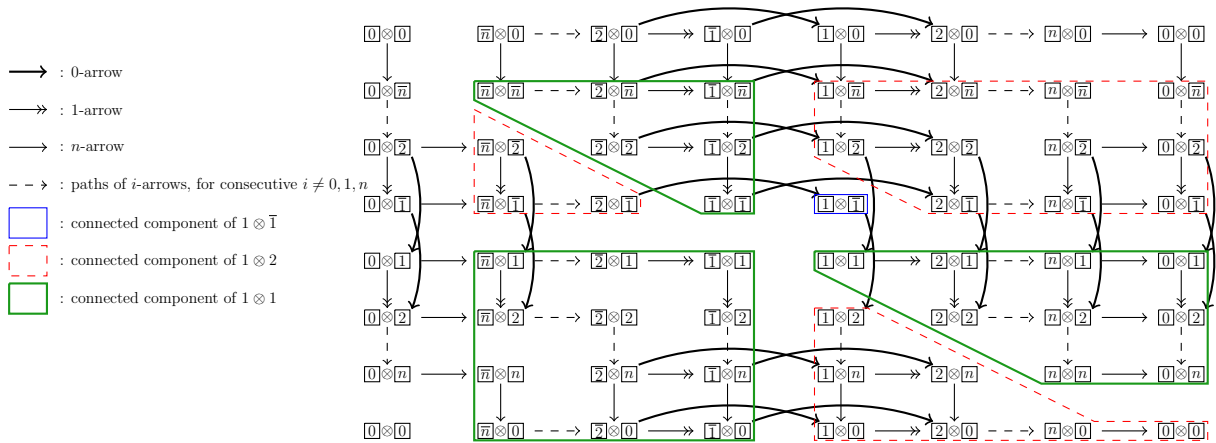 : 0-arrow
: 1-arrow
: n-arrow
: paths of i-arrows, for consecutive i ≠ 0, 1, n
: connected component of 1 ⊗ 1̅
: connected component of 1 ⊗ 2
: connected component of 1 ⊗ 1
0⊗0 n̅⊗0 2̅⊗0 1̅⊗0 1⊗0 2⊗0 n⊗0 0⊗0
0⊗n̅ n̅⊗n̅ 2̅⊗n̅ 1̅⊗n̅ 1⊗n̅ 2⊗n̅ n⊗n̅ 0⊗n̅
0⊗2̅ n̅⊗2̅ 2̅⊗2̅ 1̅⊗2̅ 1⊗2̅ 2⊗2̅ n⊗2̅ 0⊗2̅
0⊗1̅ n̅⊗1̅ 2̅⊗1̅ 1̅⊗1̅ 1⊗1̅ 2⊗1̅ n⊗1̅ 0⊗1̅
0⊗1 n̅⊗1 2̅⊗1 1̅⊗1 1⊗1 2⊗1 n⊗1 0⊗1
0⊗2 n̅⊗2 2̅⊗2 1̅⊗2 1⊗2 2⊗2 n⊗2 0⊗2
0⊗n n̅⊗n 2̅⊗n 1̅⊗n 1⊗n 2⊗n n⊗n 0⊗n
0⊗0 n̅⊗0 2̅⊗0 1̅⊗0 1⊗0 2⊗0 n⊗0 0⊗0